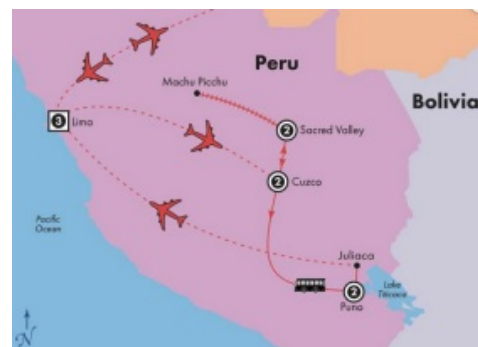 Peru
Machu Picchu
Bolivia
3 Lima
2 Sacred Valley
2 Cuzco
Pacific
Ocean
Juliaca
Lake
Titicaca
2
Puno
N